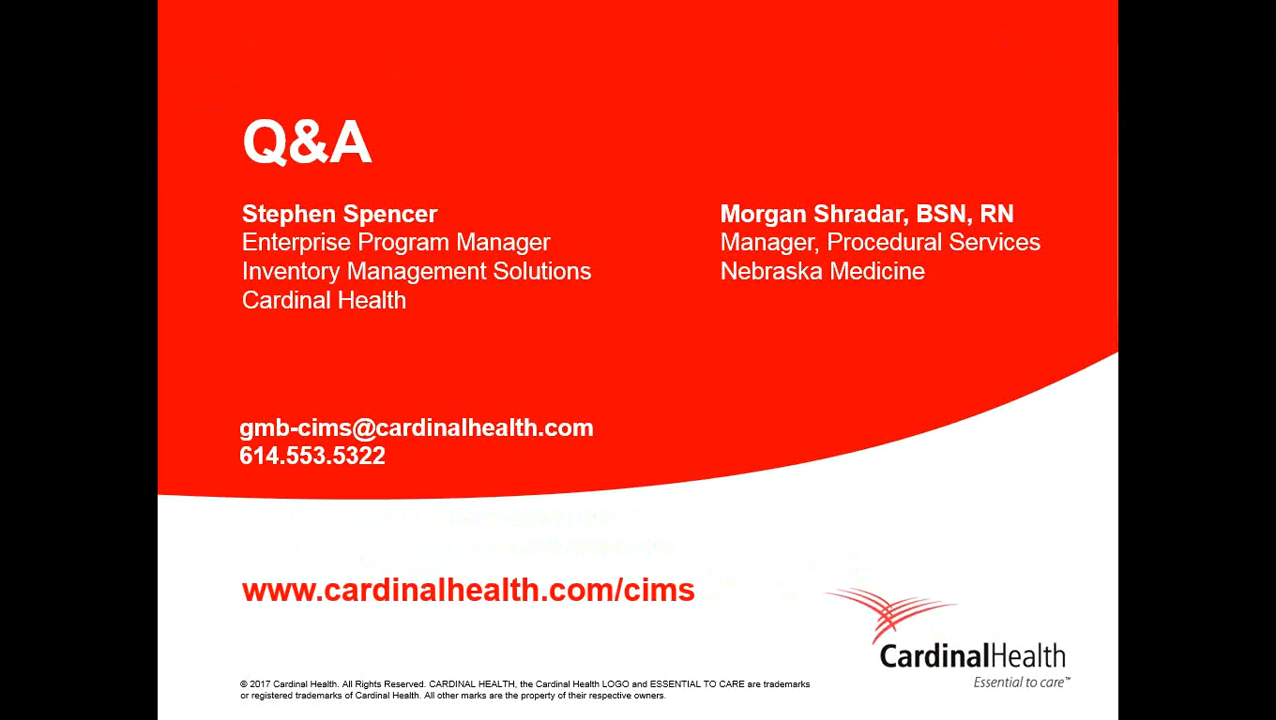 Q&A
Stephen Spencer
Enterprise Program Manager
Inventory Management Solutions
Cardinal Health
Morgan Shradar, BSN, RN
Manager, Procedural Services
Nebraska Medicine
gmb-cims@cardinalhealth.com
614.553.5322
www.cardinalhealth.com/cims
CardinalHealth
Essential to care™
© 2017 Cardinal Health. All Rights Reserved. CARDINAL HEALTH, the Cardinal Health LOGO and ESSENTIAL TO CARE are trademarks
or registered trademarks of Cardinal Health. All other marks are the property of their respective owners.